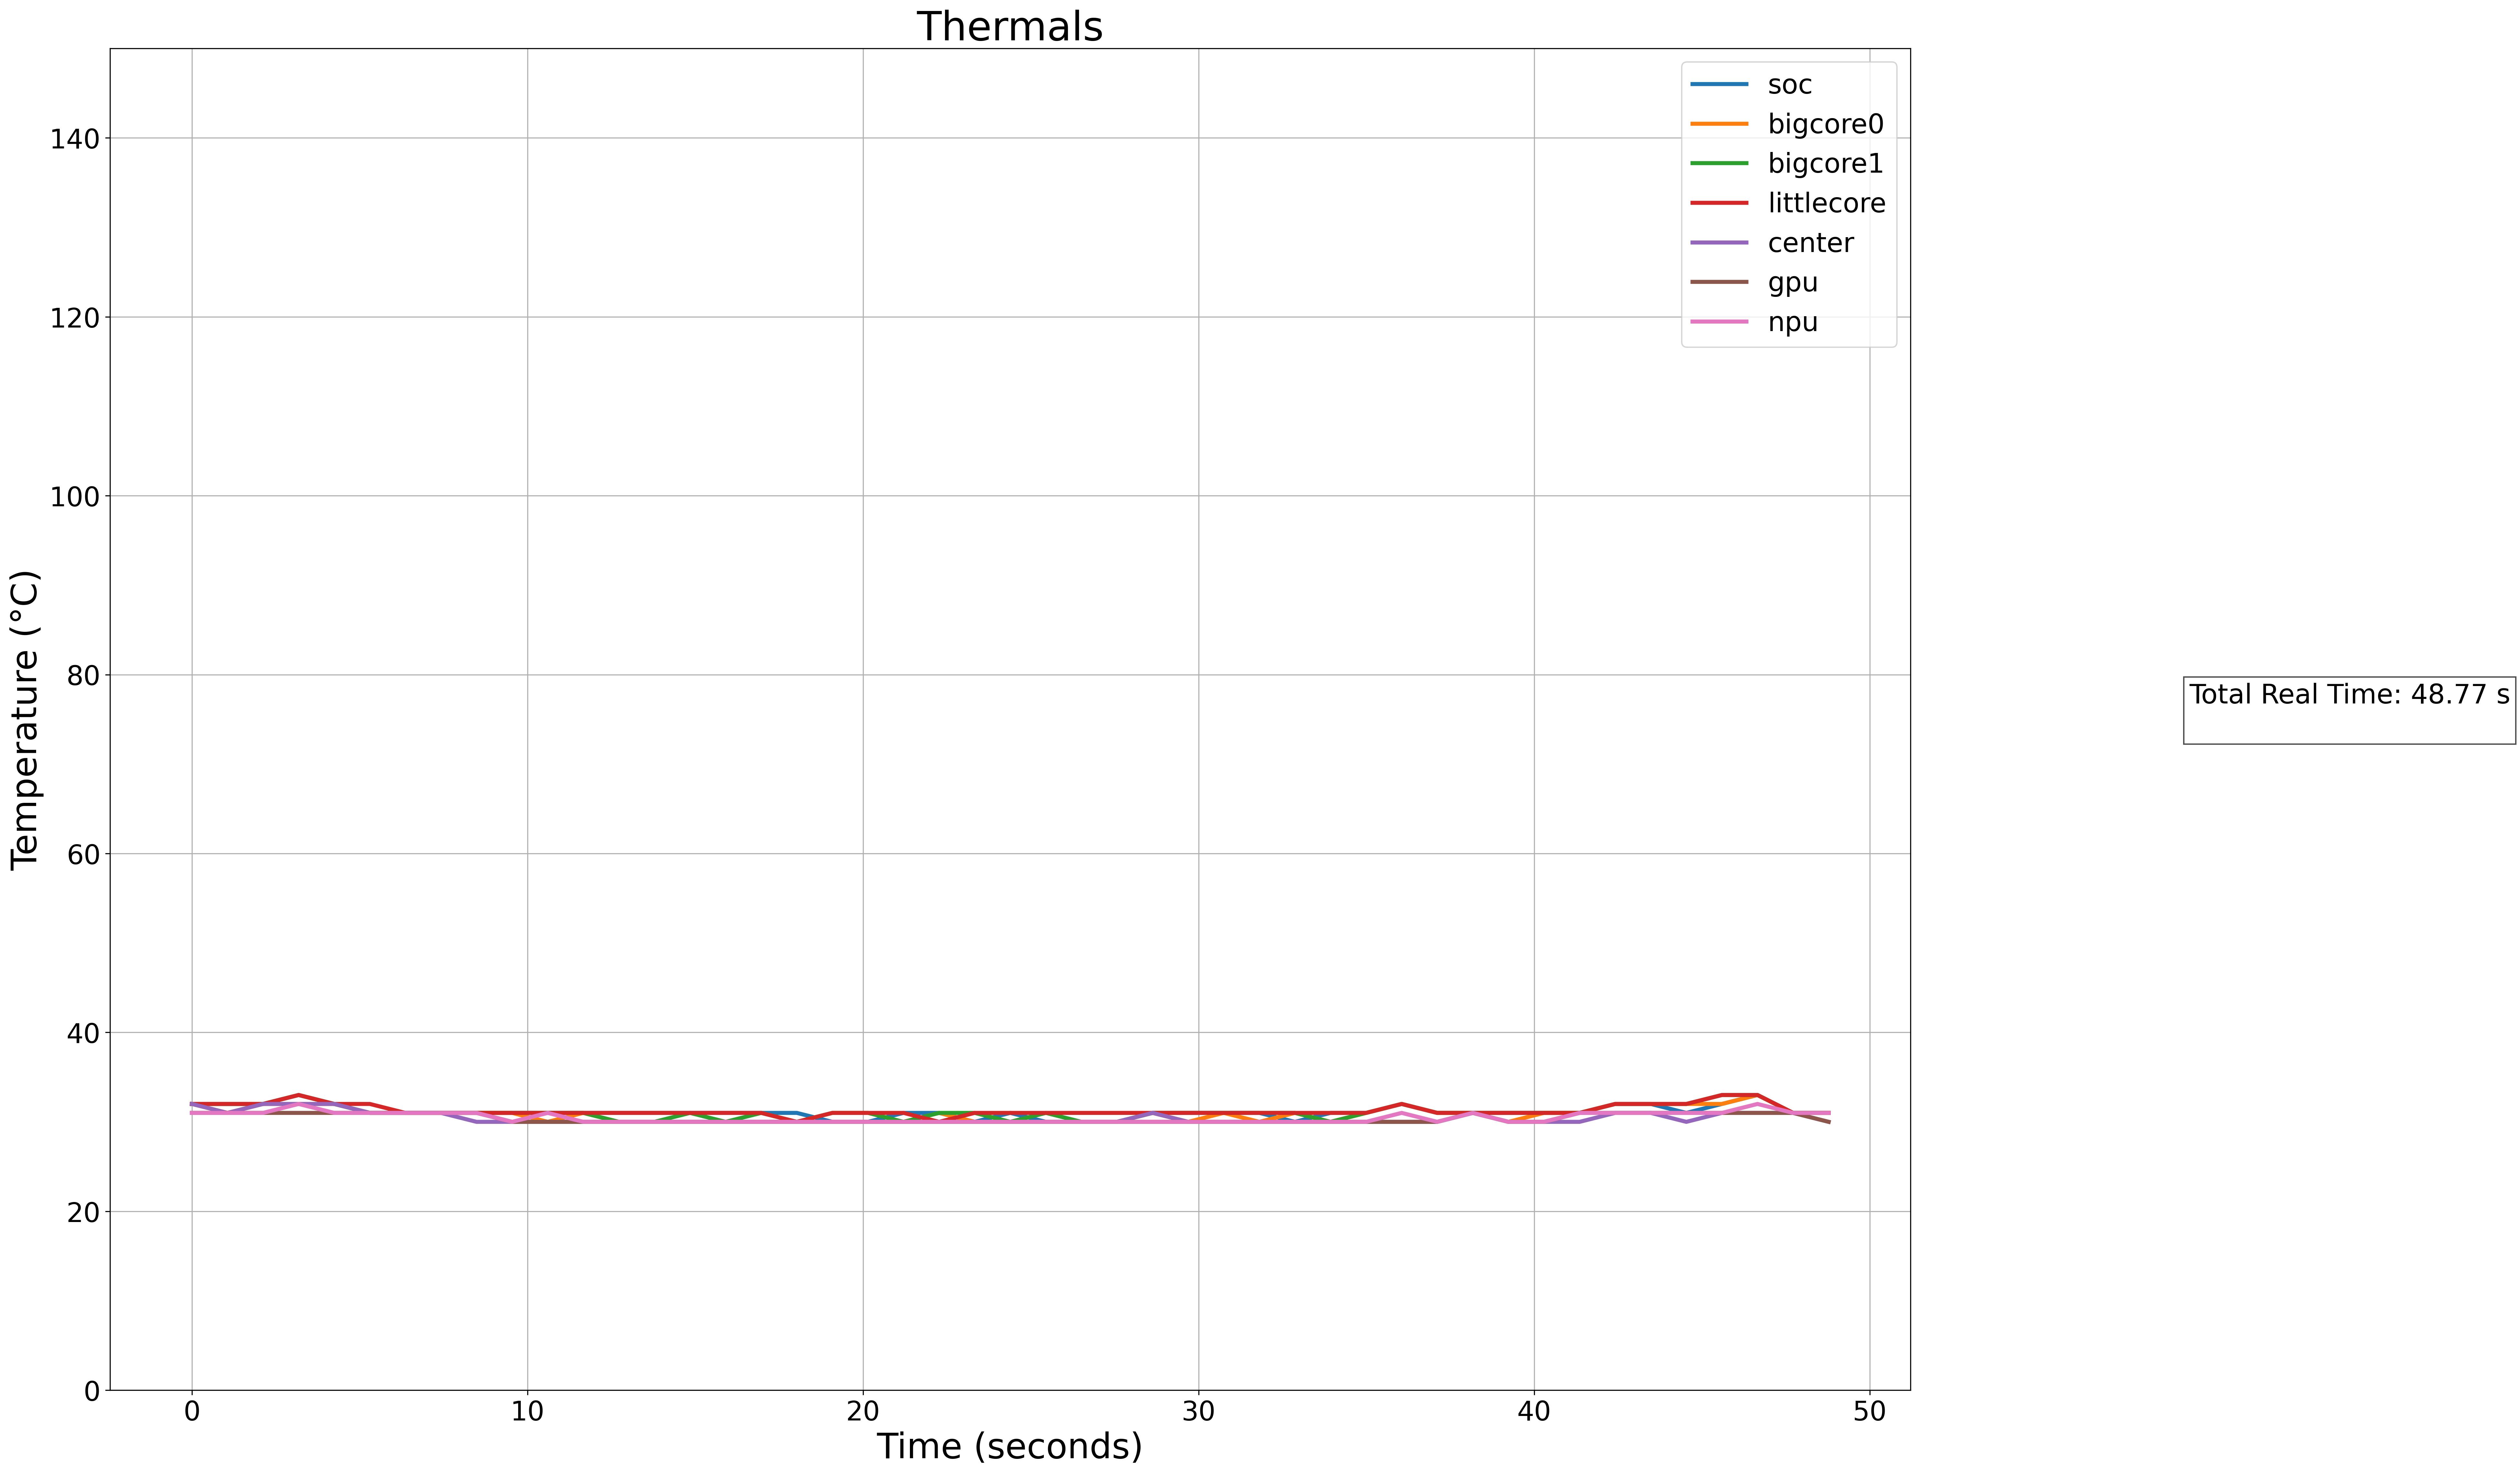 Thermals
soc
bigcore0
bigcore1
littlecore
center
gpu
npu
Temperature (°C)
140
120
100
80
60
40
20
0
0 10 20 30 40 50
Time (seconds)
Total Real Time: 48.77 s